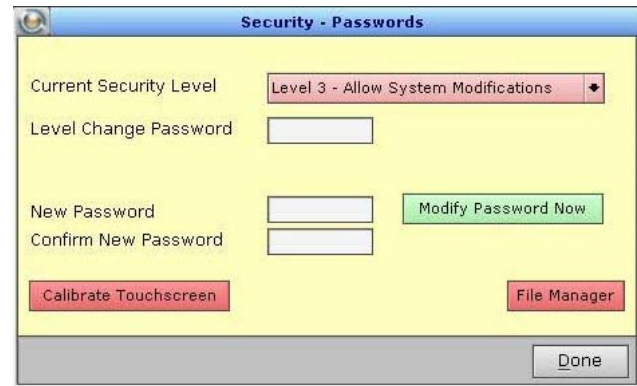 Security - Passwords
Current Security Level Level 3 - Allow System Modifications
Level Change Password
New Password Modify Password Now
Confirm New Password
Calibrate Touchscreen File Manager
Done